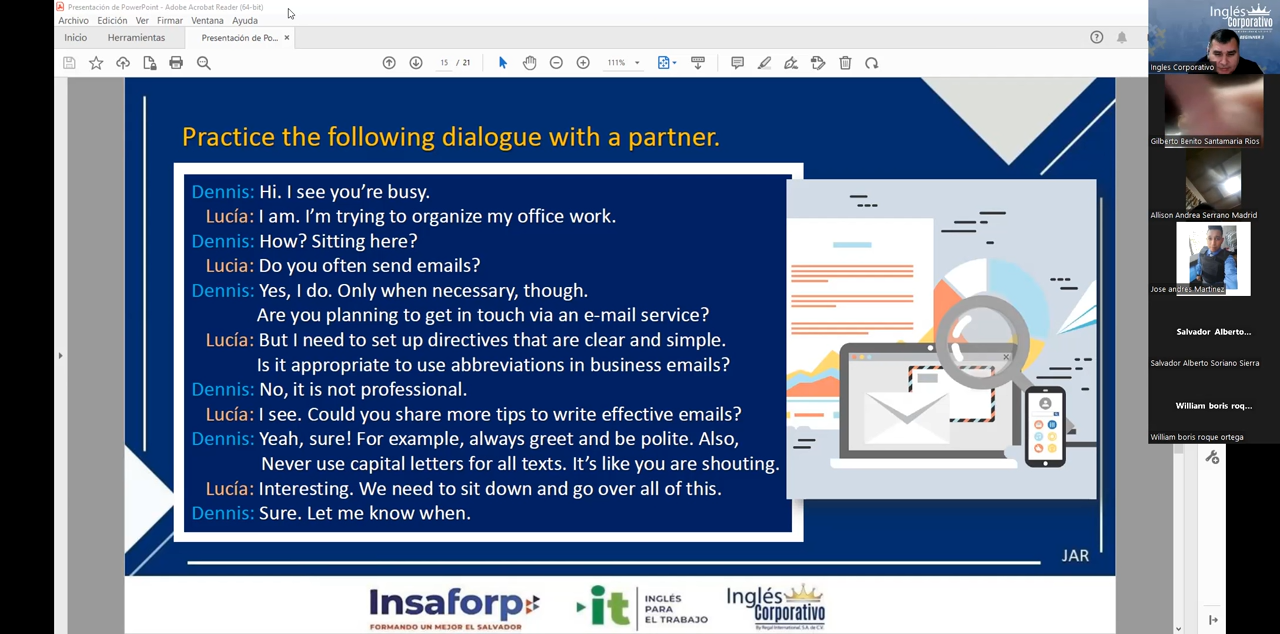 Presentación de PowerPoint - Adobe Acrobat Reader (64-bit)
Archivo Edición Ver Firmar Ventana Ayuda
Inicio Herramientas Presentación de Po... ×
15 / 21 111%
Practice the following dialogue with a partner.
Dennis: Hi. I see you’re busy.
Lucía: I am. I’m trying to organize my office work.
Dennis: How? Sitting here?
Lucia: Do you often send emails?
Dennis: Yes, I do. Only when necessary, though.
Are you planning to get in touch via an e-mail service?
Lucía: But I need to set up directives that are clear and simple.
Is it appropriate to use abbreviations in business emails?
Dennis: No, it is not professional.
Lucía: I see. Could you share more tips to write effective emails?
Dennis: Yeah, sure! For example, always greet and be polite. Also,
Never use capital letters for all texts. It’s like you are shouting.
Lucía: Interesting. We need to sit down and go over all of this.
Dennis: Sure. Let me know when.
JAR
Insaforp
FORMANDO UN MEJOR EL SALVADOR
it
INGLÉS
PARA
EL TRABAJO
Inglés
Corporativo
By Regal International, S.A. de C.V.
Inglés
Corporativo
BEGINNER 3
Ingles Corporativo
Gilberto Benito Santamaria Rios
Allison Andrea Serrano Madrid
Jose andres Martinez
Salvador Alberto...
Salvador Alberto Soriano Sierra
William boris roq...
William boris roque ortega